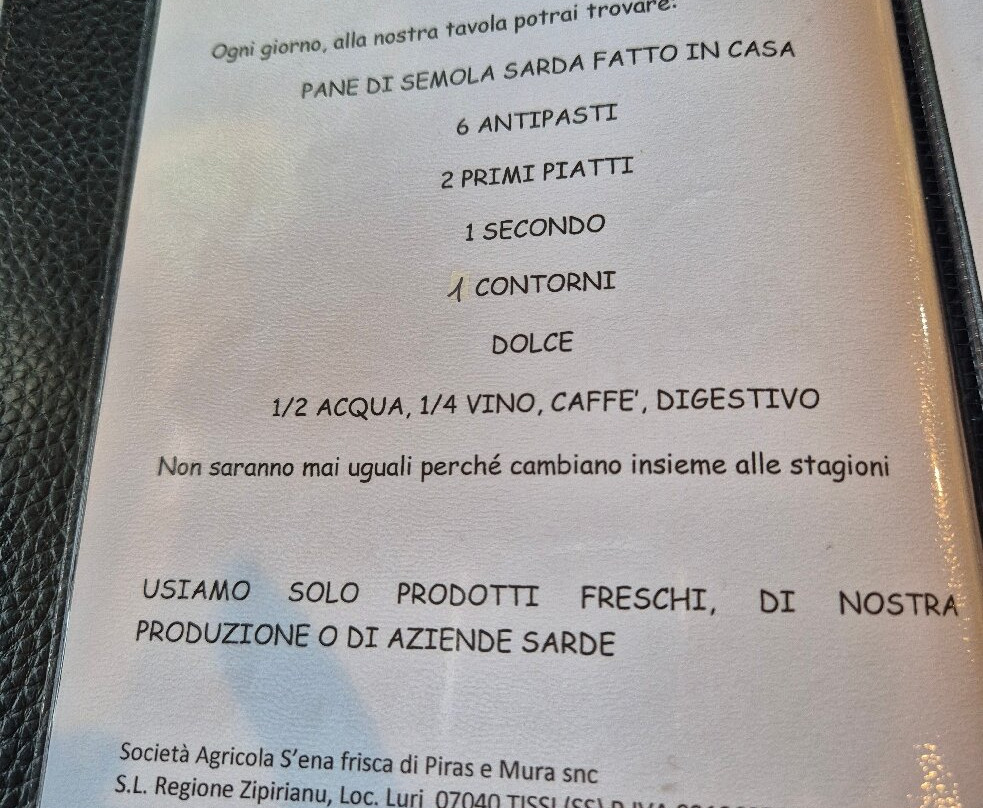 Ogni giorno, alla nostra tavola potrai trovare:
PANE DI SEMOLA SARDA FATTO IN CASA
6 ANTIPASTI
2 PRIMI PIATTI
1 SECONDO
1 CONTORNI
DOLCE
1/2 ACQUA, 1/4 VINO, CAFFE', DIGESTIVO
Non saranno mai uguali perché cambiano insieme alle stagioni
USIAMO SOLO PRODOTTI FRESCHI, DI NOSTRA
PRODUZIONE O DI AZIENDE SARDE
Società Agricola S'ena frisca di Piras e Mura snc
S.L. Regione Zipirianu, Loc. Luri 07040 TISSI (SS) P.IVA